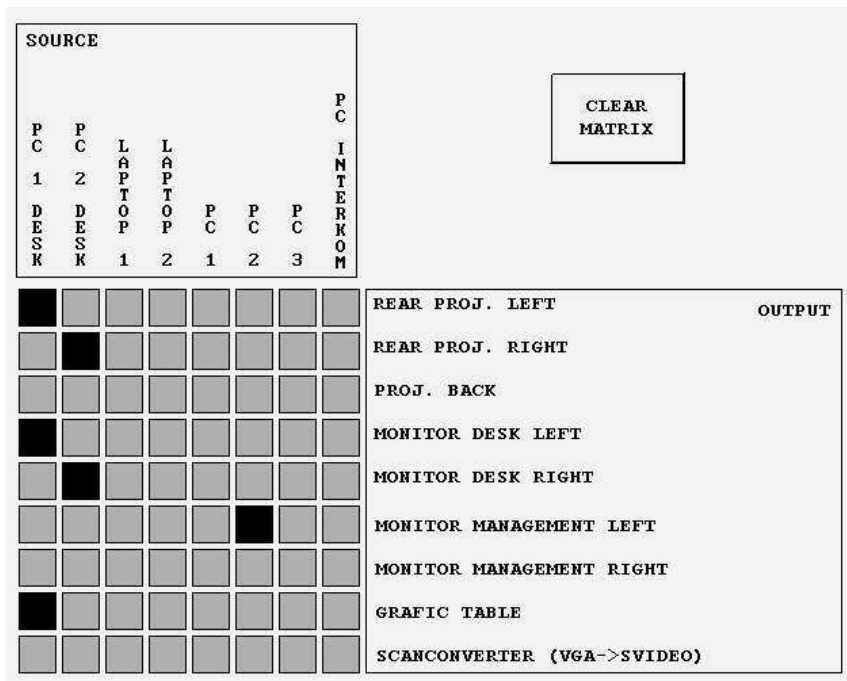 SOURCE
PC 1 DESK
PC 2 DESK
LAPTOP 1
LAPTOP 2
PC 1
PC 2
PC 3
PC INTERKOM
CLEAR
MATRIX
OUTPUT
REAR PROJ. LEFT
REAR PROJ. RIGHT
PROJ. BACK
MONITOR DESK LEFT
MONITOR DESK RIGHT
MONITOR MANAGEMENT LEFT
MONITOR MANAGEMENT RIGHT
GRAFIC TABLE
SCANCONVERTER (VGA->SVIDEO)